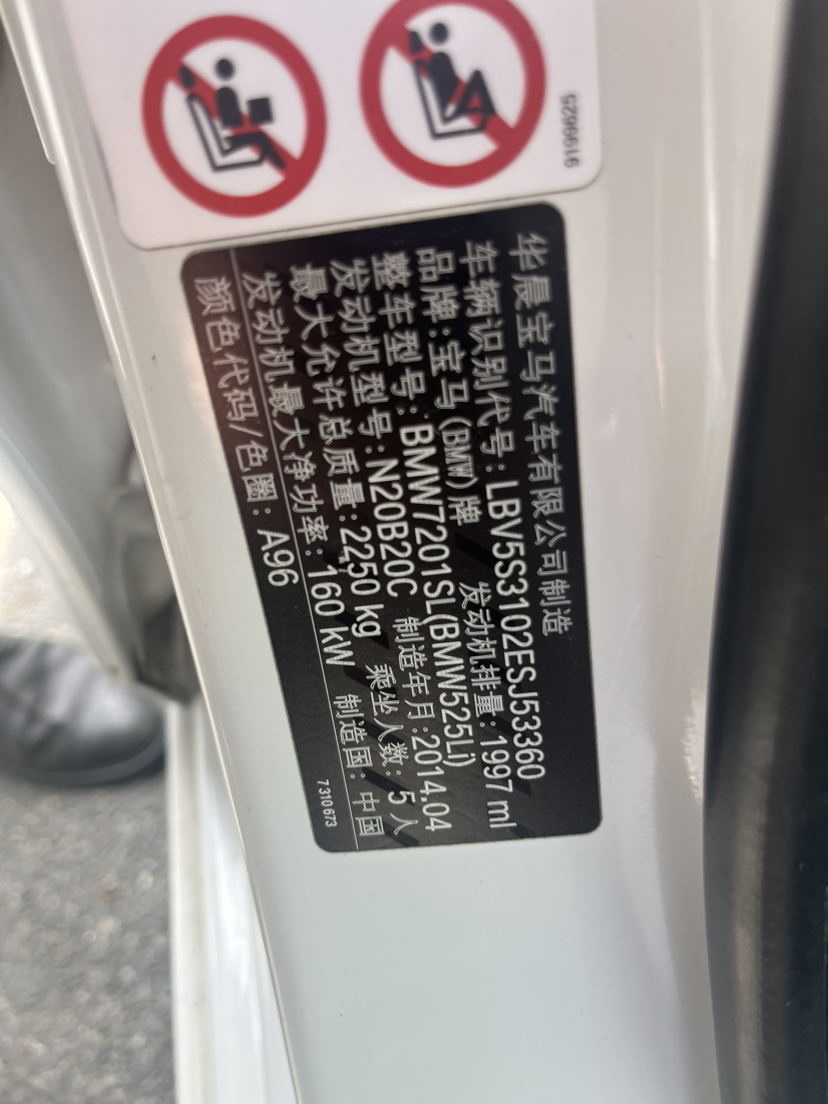 9199625
华晨宝马汽车有限公司制造
车辆识别代号:LBV5S3102ESJ53360
品牌:宝马(BMW)牌 发动机排量:1997 ml
整车型号:BMW7201SL(BMW525Li)
发动机型号:N20B20C 制造年月:2014.04
最大允许总质量:2250 kg 乘坐人数:5人
发动机最大净功率:160 kW 制造国:中国
颜色代码/色圈:A96
7 310 673